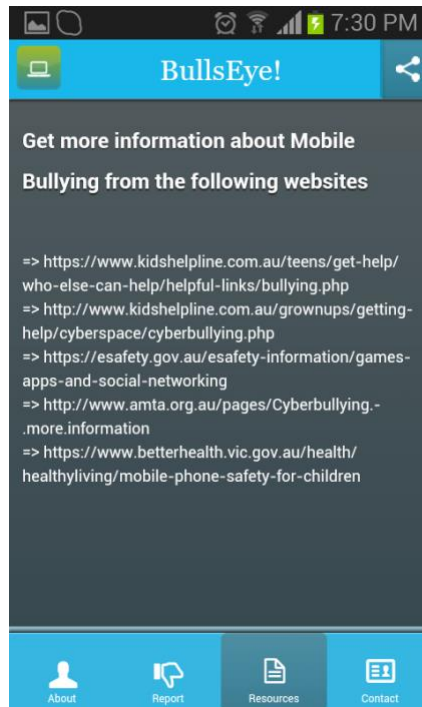 7:30 PM
BullsEye!
Get more information about Mobile
Bullying from the following websites
=> https://www.kidshelpline.com.au/teens/get-help/
who-else-can-help/helpful-links/bullying.php
=> http://www.kidshelpline.com.au/grownups/getting-
help/cyberspace/cyberbullying.php
=> https://esafety.gov.au/esafety-information/games-
apps-and-social-networking
=> http://www.amta.org.au/pages/Cyberbullying.-
.more.information
=> https://www.betterhealth.vic.gov.au/health/
healthyliving/mobile-phone-safety-for-children
About Report Resources Contact